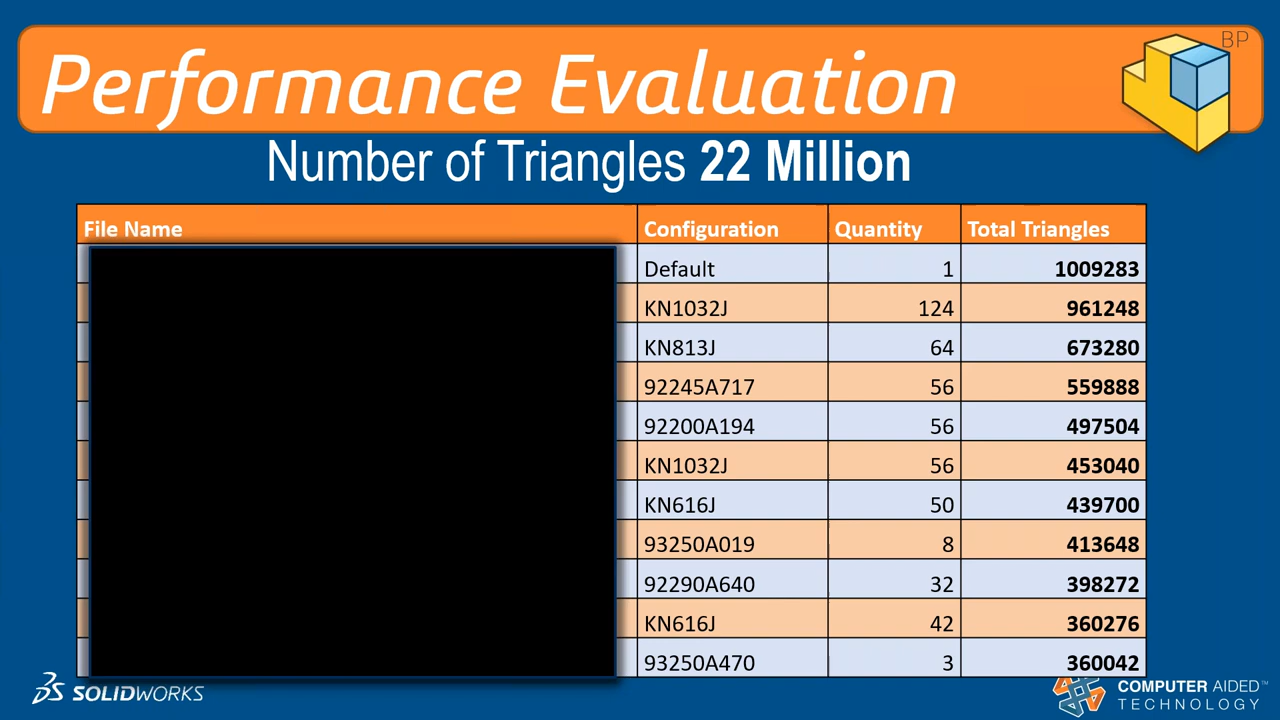 BP
Performance Evaluation
Number of Triangles 22 Million
File Name Configuration Quantity Total Triangles
Default 1 1009283
KN1032J 124 961248
KN813J 64 673280
92245A717 56 559888
92200A194 56 497504
KN1032J 56 453040
KN616J 50 439700
93250A019 8 413648
92290A640 32 398272
KN616J 42 360276
93250A470 3 360042
SOLIDWORKS
COMPUTER AIDED™
TECHNOLOGY